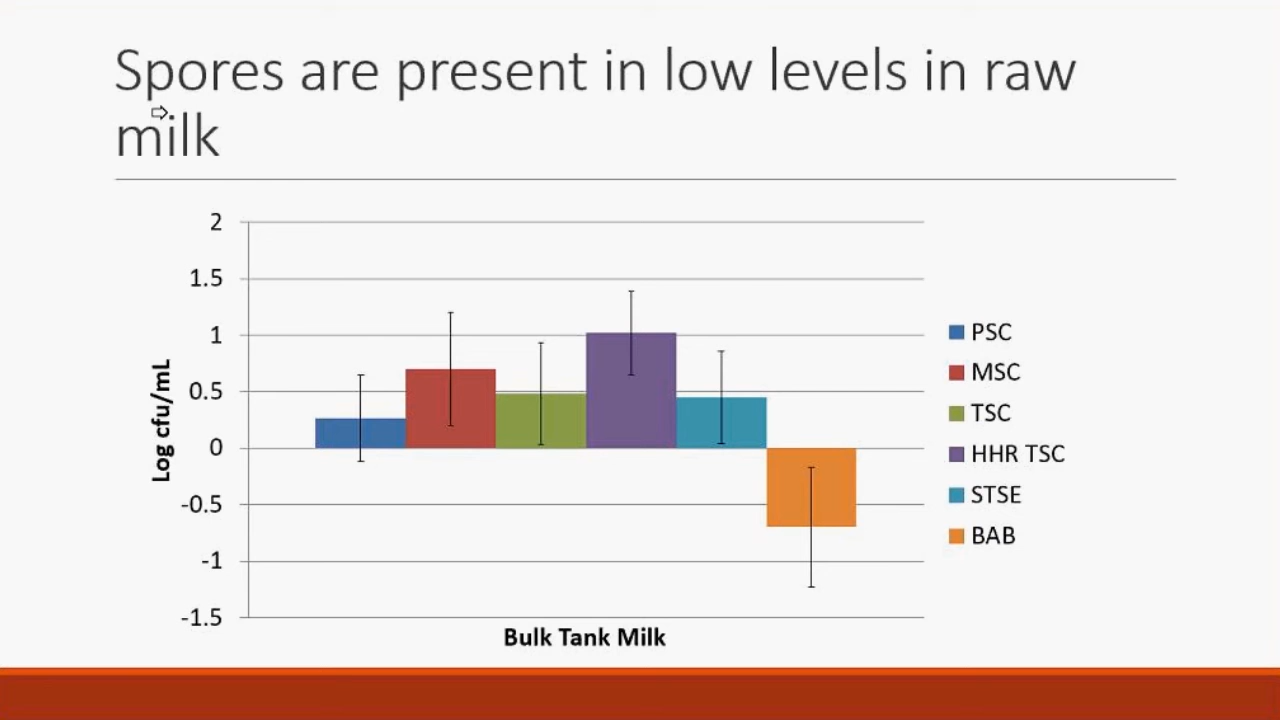 Spores are present in low levels in raw
milk
2
1.5
1
0.5
0
-0.5
-1
-1.5
Log cfu/mL
Bulk Tank Milk
PSC
MSC
TSC
HHR TSC
STSE
BAB